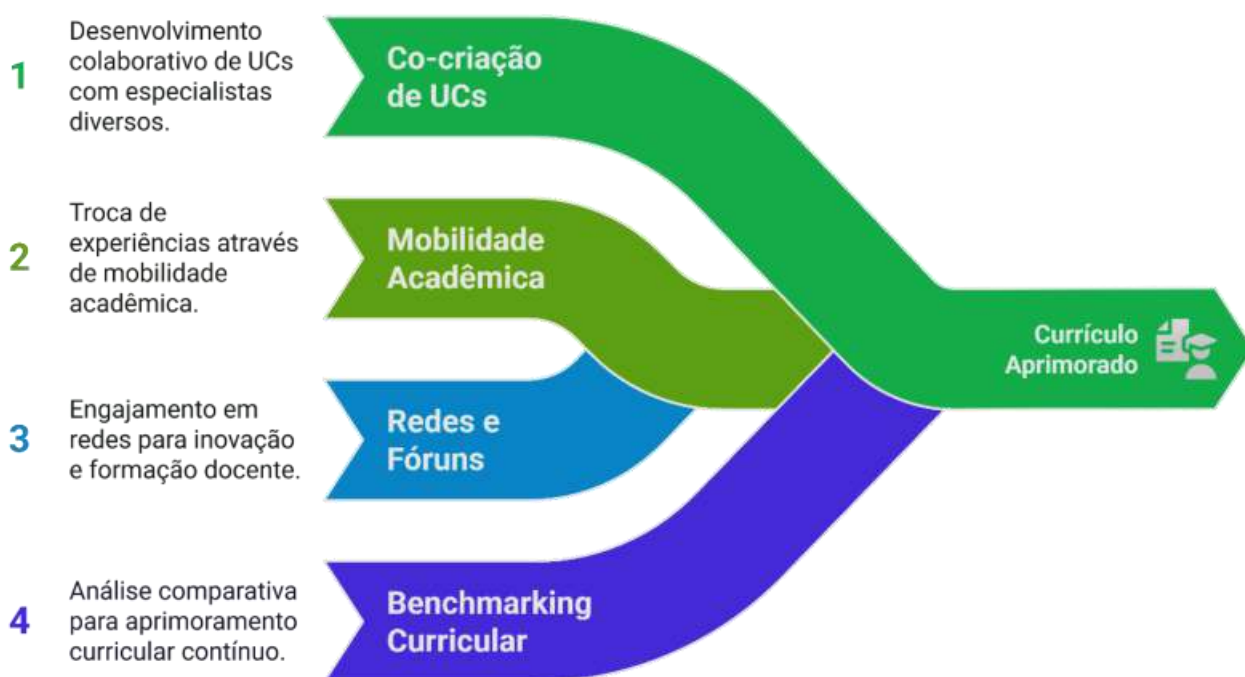 1
Desenvolvimento
colaborativo de UCs
com especialistas
diversos.
Co-criação
de UCs
2
Troca de
experiências através
de mobilidade
acadêmica.
Mobilidade
Acadêmica
3
Engajamento em
redes para inovação
e formação docente.
Redes e
Fóruns
4
Análise comparativa
para aprimoramento
curricular contínuo.
Benchmarking
Curricular
Currículo
Aprimorado